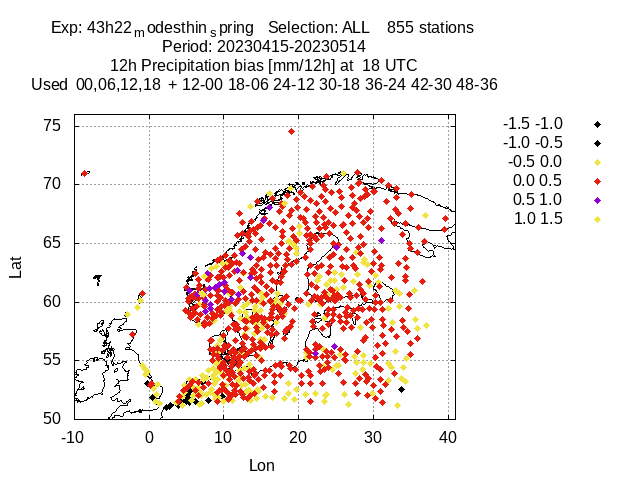 Exp: 43h22modesthinspring   Selection: ALL    855 stations
Period: 20230415-20230514
12h Precipitation bias [mm/12h] at  18 UTC
Used  00,06,12,18  + 12-00 18-06 24-12 30-18 36-24 42-30 48-36
75
70
65
60
55
50
-10 0 10 20 30 40
Lat
Lon
-1.5 -1.0
-1.0 -0.5
-0.5 0.0
0.0 0.5
0.5 1.0
1.0 1.5